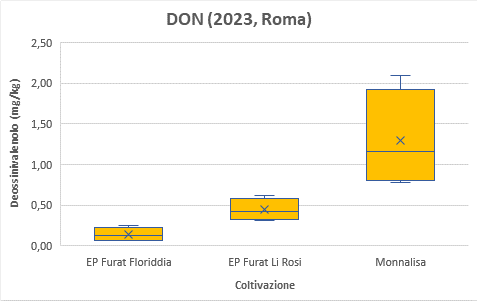 DON (2023, Roma)
2,50
2,00
1,50
1,00
0,50
0,00
Deossinivalenolo (mg/kg)
EP Furat Floriddia
EP Furat Li Rosi
Monnalisa
Coltivazione